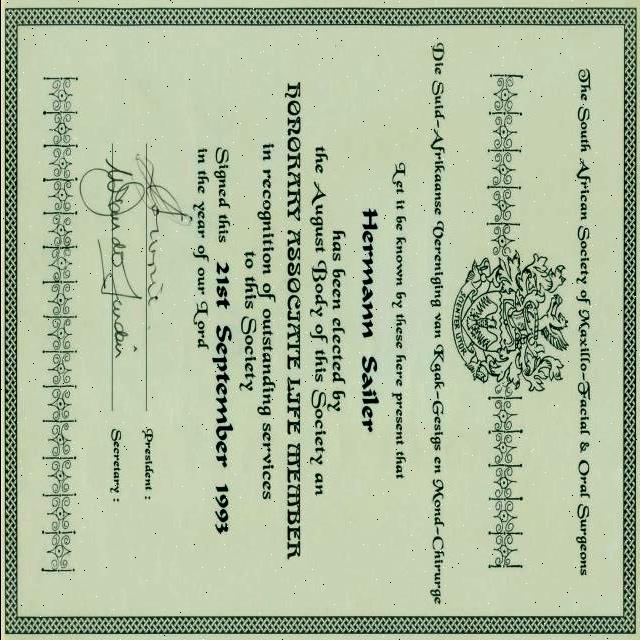 The South African Society of Maxillo-Facial & Oral Surgeons
Die Suid-Afrikaanse Vereniging van Kaak-Gesigs en Mond-Chirurge
Let it be known by these here present that
Hermann Sailer
has been elected by
the August Body of this Society an
HONORARY ASSOCIATE LIFE MEMBER
in recognition of outstanding services
to this Society
Signed this 21st September 1993
in the year of our Lord
President :
Secretary :